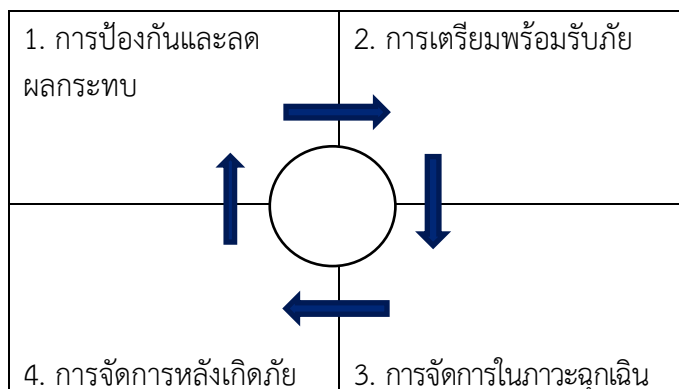 1. การป้องกันและลด
ผลกระทบ
2. การเตรียมพร้อมรับภัย
4. การจัดการหลังเกิดภัย
3. การจัดการในภาวะฉุกเฉิน